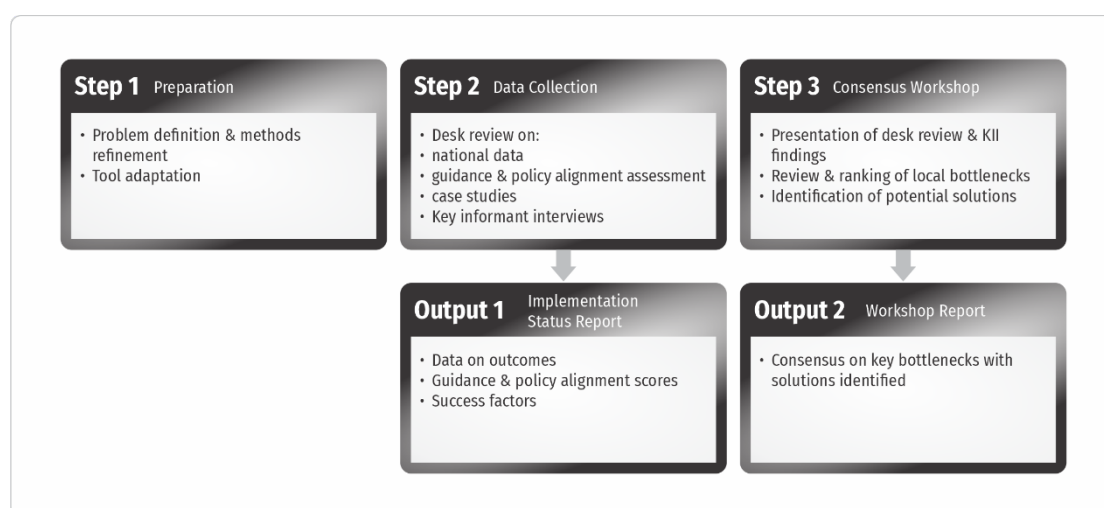 Step 1 Preparation
• Problem definition & methods
refinement
• Tool adaptation
Step 2 Data Collection
• Desk review on:
• national data
• guidance & policy alignment assessment
• case studies
• Key informant interviews
Step 3 Consensus Workshop
• Presentation of desk review & KII
findings
• Review & ranking of local bottlenecks
• Identification of potential solutions
Output 1 Implementation
Status Report
• Data on outcomes
• Guidance & policy alignment scores
• Success factors
Output 2 Workshop Report
• Consensus on key bottlenecks with
solutions identified